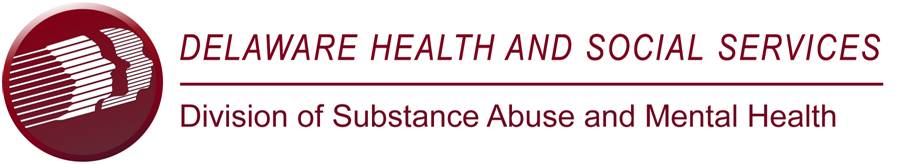 DELAWARE HEALTH AND SOCIAL SERVICES
Division of Substance Abuse and Mental Health